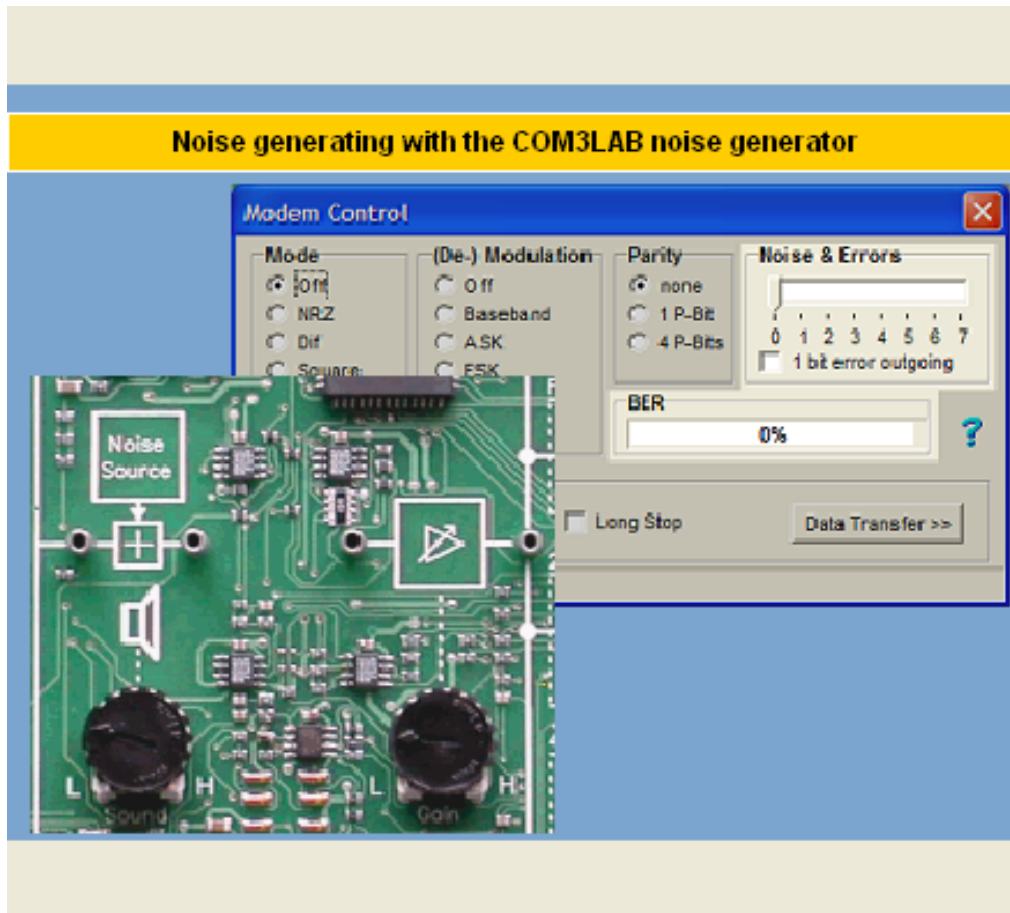 Noise generating with the COM3LAB noise generator
Modem Control
Mode
Off
NRZ
Dif
Square
(De-) Modulation
Off
Baseband
ASK
FSK
Parity
none
1 P-Bit
4 P-Bits
Noise & Errors
0 1 2 3 4 5 6 7
1 bit error outgoing
BER
0%
?
Long Stop
Data Transfer >>
Noise
Source
L H
Sound
L H
Gain